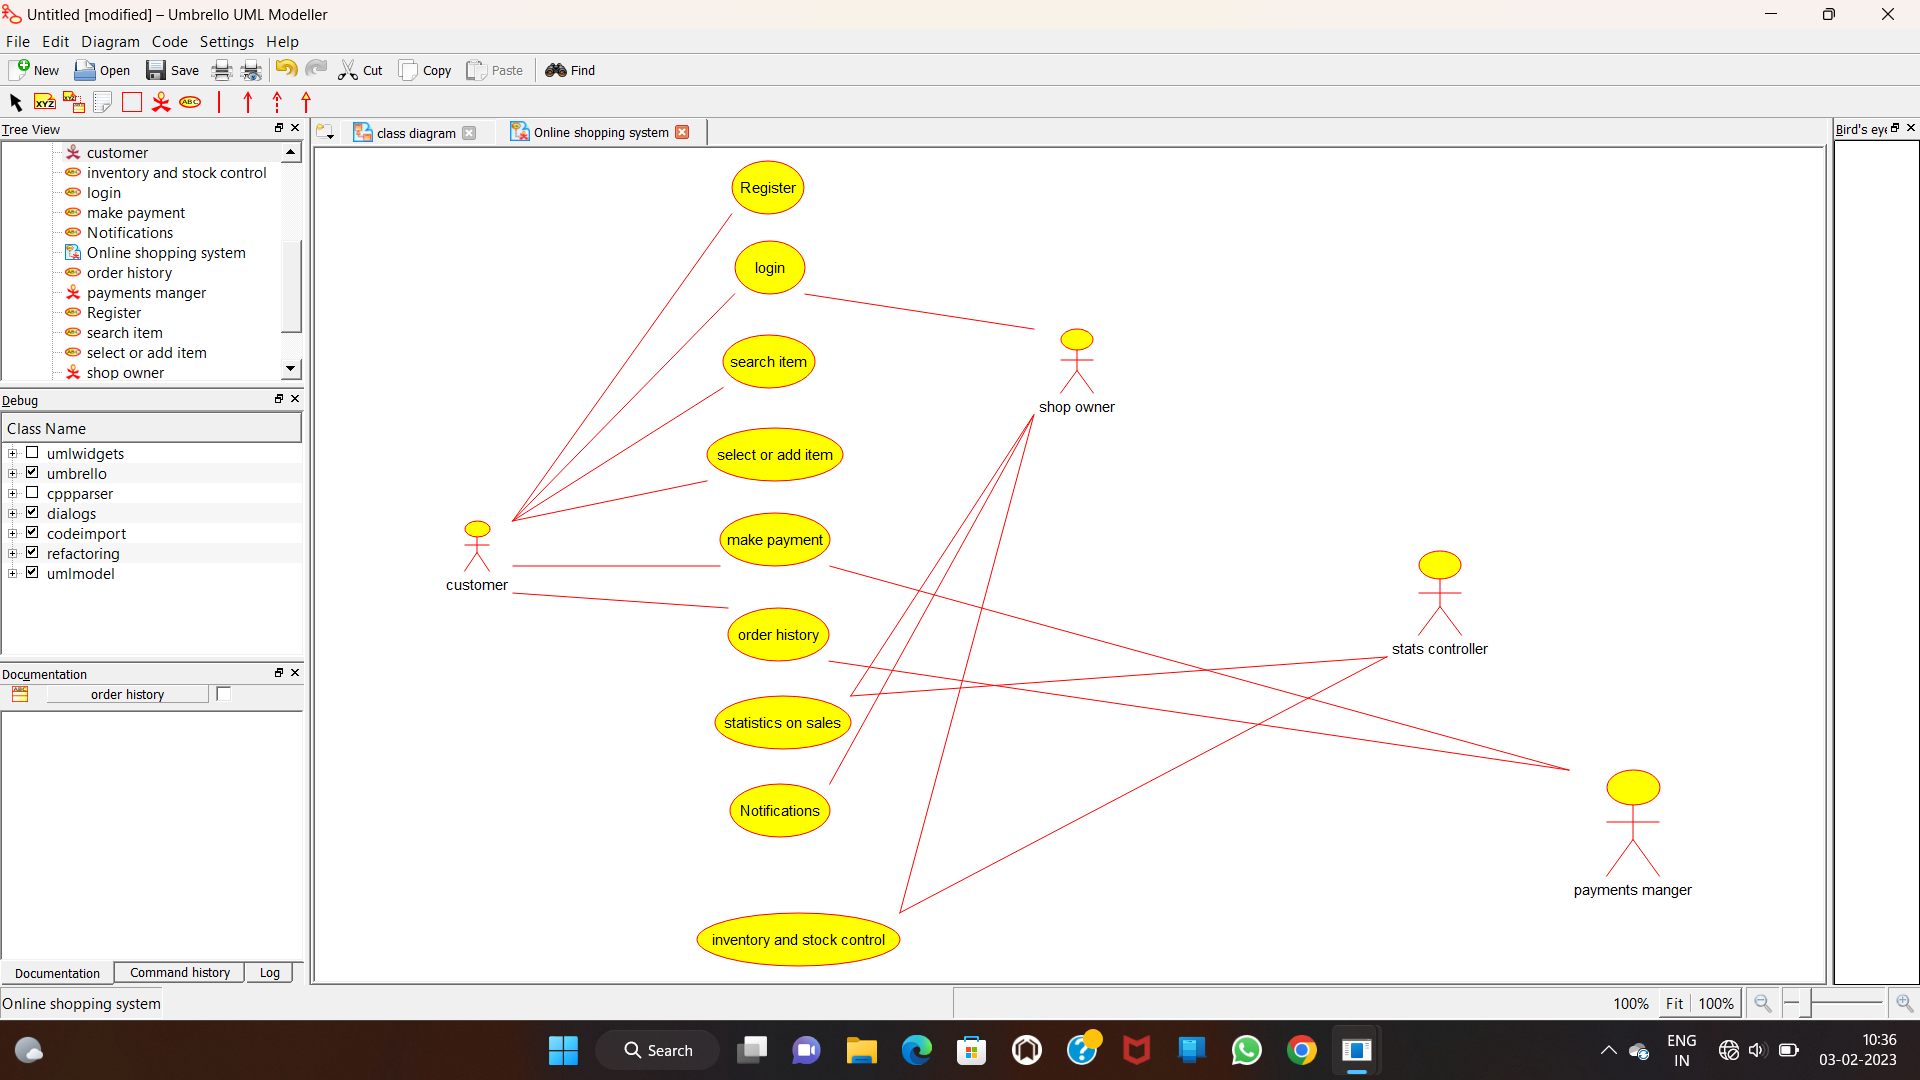 Untitled [modified] – Umbrello UML Modeller
File Edit Diagram Code Settings Help
New Open Save Cut Copy Paste Find
XYZ XYZ ABC
Tree View
customer
inventory and stock control
login
make payment
Notifications
Online shopping system
order history
payments manger
Register
search item
select or add item
shop owner
Debug
Class Name
umlwidgets
umbrello
cppparser
dialogs
codeimport
refactoring
umlmodel
Documentation
order history
Documentation Command history Log
class diagram Online shopping system
Bird's eye
Register
login
search item
shop owner
select or add item
make payment
customer
order history
stats controller
statistics on sales
Notifications
payments manger
inventory and stock control
Online shopping system
100% Fit 100%
Search
ENG
IN
10:36
03-02-2023